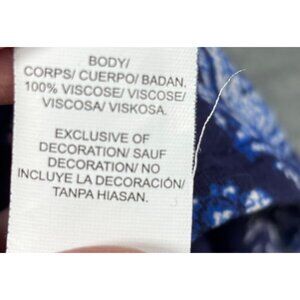 BODY/
CORPS/ CUERPO/ BADAN.
100% VISCOSE/ VISCOSE/
VISCOSA/ VISKOSA.
EXCLUSIVE OF
DECORATION/ SAUF
DECORATION/ NO
INCLUYE LA DECORACIÓN/
TANPA HIASAN.